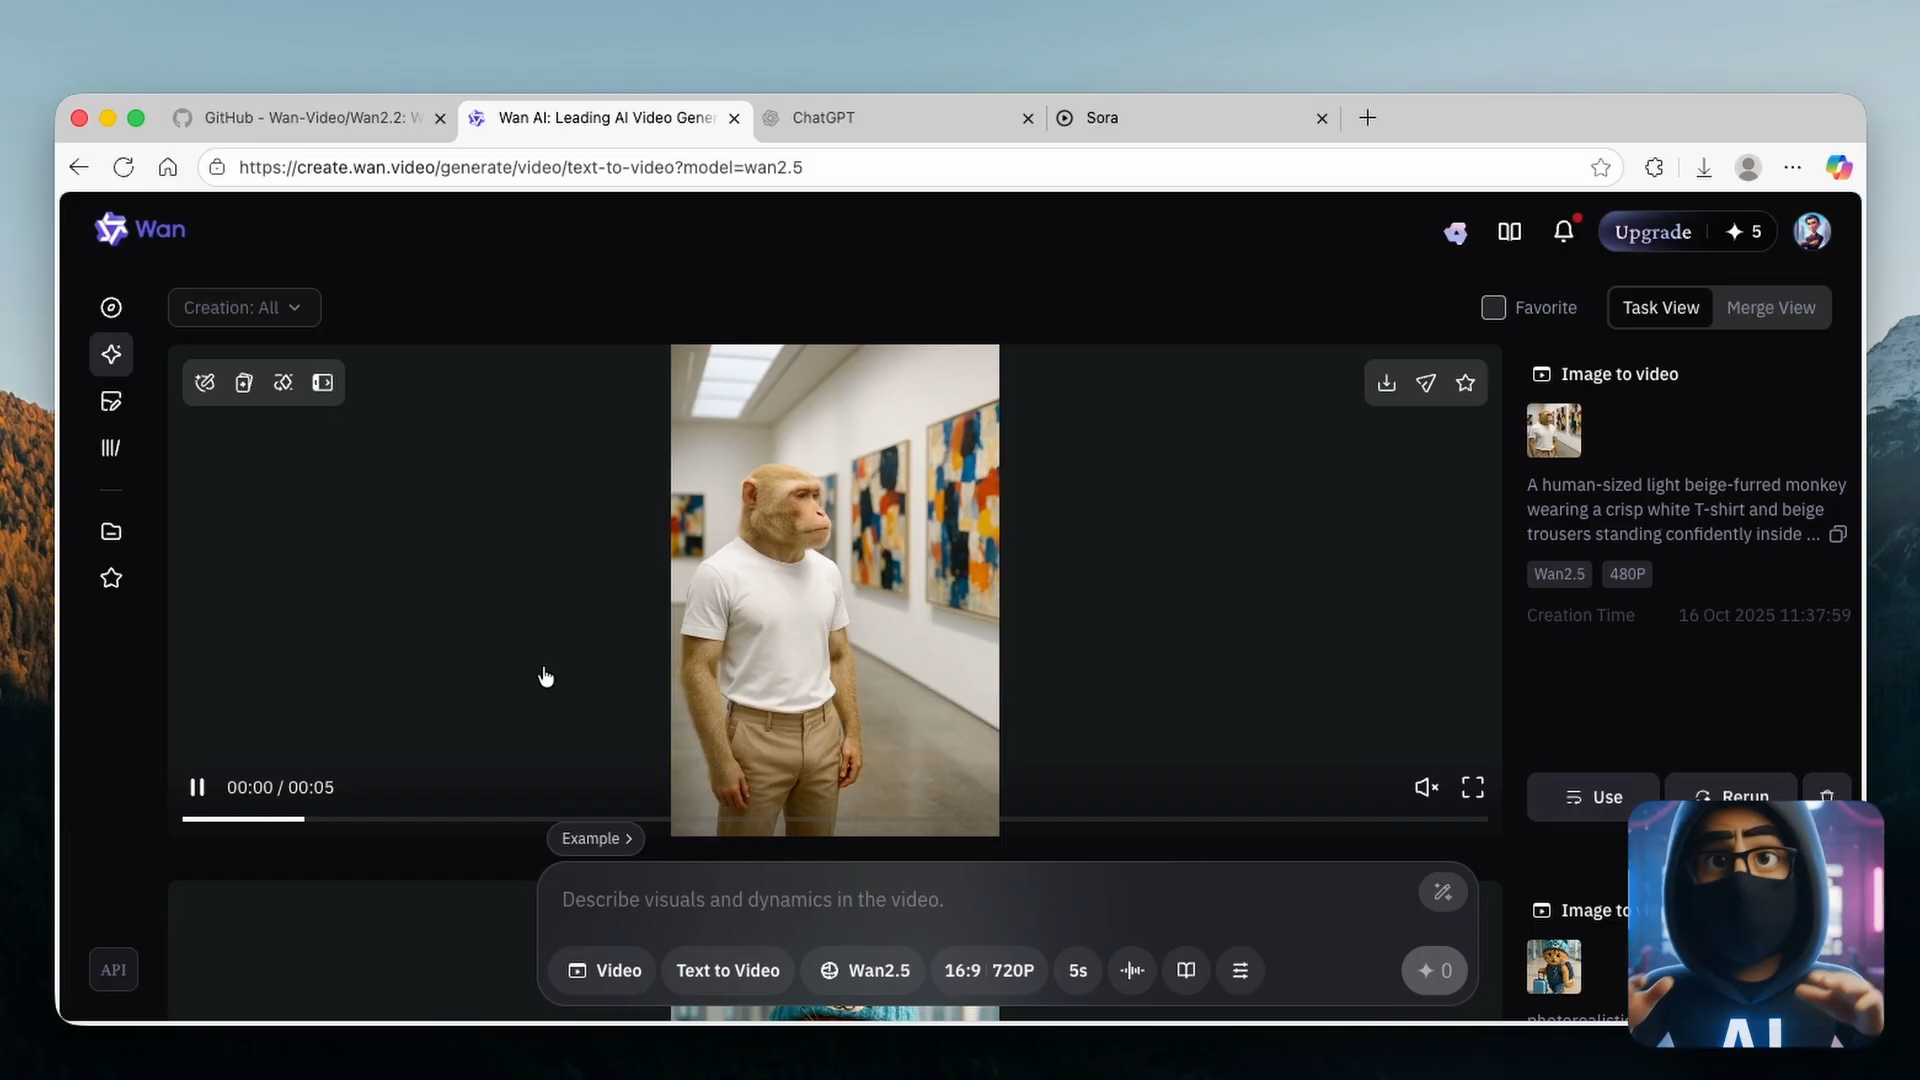 GitHub - Wan-Video/Wan2.2: W
Wan AI: Leading AI Video Gener
ChatGPT
Sora
https://create.wan.video/generate/video/text-to-video?model=wan2.5
Wan
Upgrade
5
Creation: All
Favorite
Task View
Merge View
Image to video
A human-sized light beige-furred monkey
wearing a crisp white T-shirt and beige
trousers standing confidently inside ...
Wan2.5
480P
Creation Time
16 Oct 2025 11:37:59
00:00 / 00:05
Use
Rerun
Example >
Describe visuals and dynamics in the video.
Video
Text to Video
Wan2.5
16:9
720P
5s
0
API
Image to
photorealistic
AI